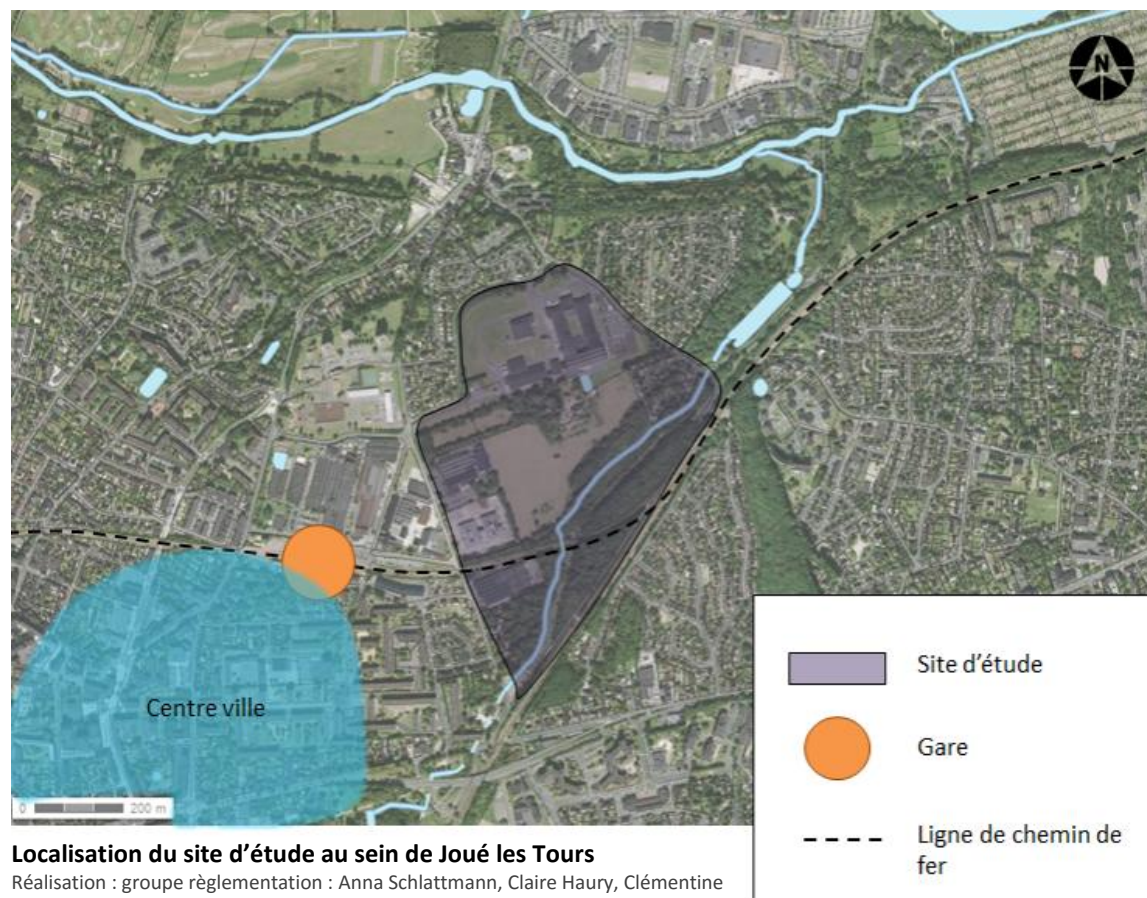 N
Centre ville
0 200 m
Site d'étude
Gare
Ligne de chemin de
fer
Localisation du site d'étude au sein de Joué les Tours
Réalisation : groupe règlementation : Anna Schlattmann, Claire Haury, Clémentine